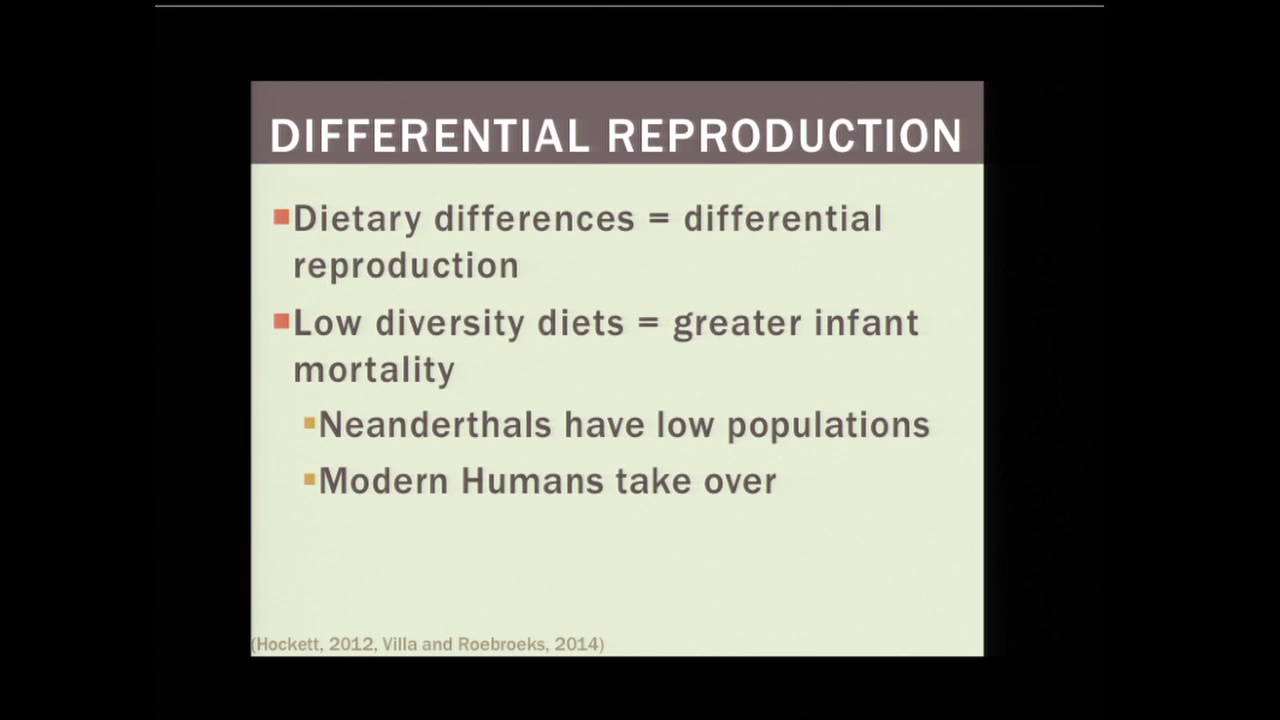 DIFFERENTIAL REPRODUCTION
Dietary differences = differential
reproduction
Low diversity diets = greater infant
mortality
Neanderthals have low populations
Modern Humans take over
(Hockett, 2012, Villa and Roebroeks, 2014)